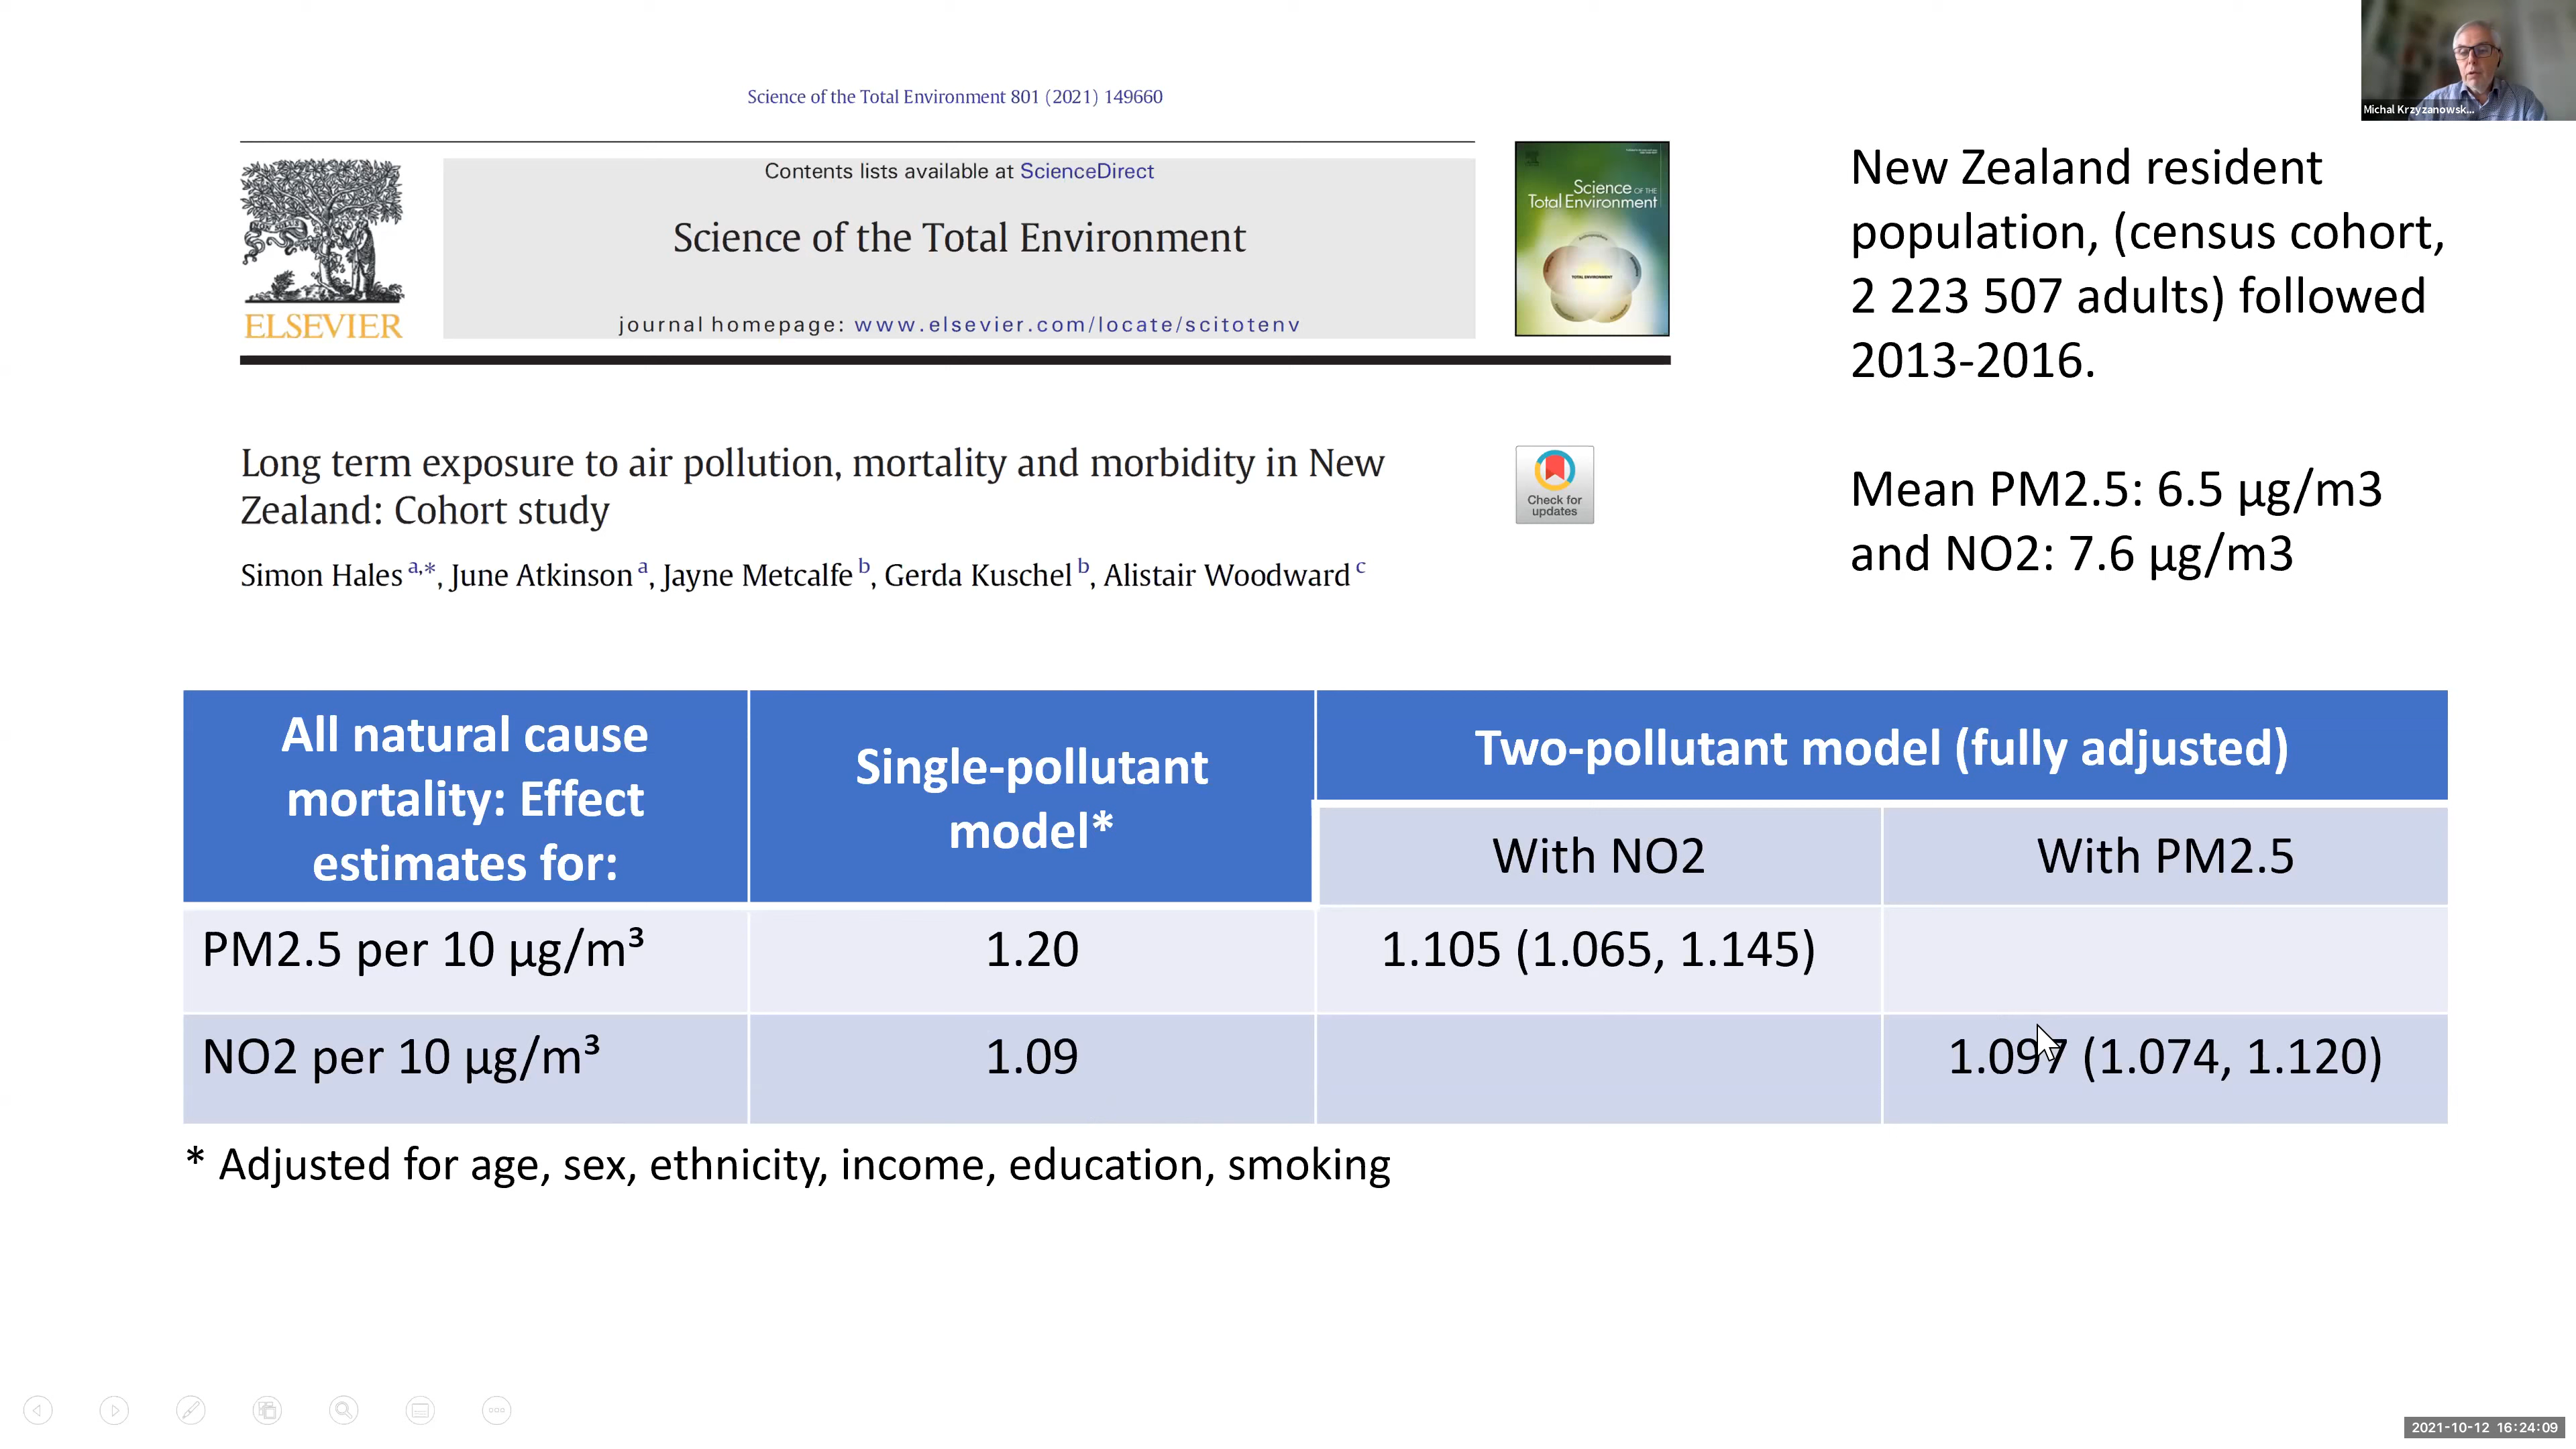 Michal Krzyzanowsk...
Science of the Total Environment 801 (2021) 149660
Contents lists available at ScienceDirect
Science of the Total Environment
journal homepage: www.elsevier.com/locate/scitotenv
ELSEVIER
Science OF THE
Total Environment
TOTAL ENVIRONMENT
New Zealand resident
population, (census cohort,
2 223 507 adults) followed
2013-2016.
Mean PM2.5: 6.5 µg/m3
and NO2: 7.6 µg/m3
Long term exposure to air pollution, mortality and morbidity in New
Zealand: Cohort study
Check for
updates
Simon Hales a,*, June Atkinson a, Jayne Metcalfe b, Gerda Kuschel b, Alistair Woodward c
All natural cause
mortality: Effect
estimates for:
Single-pollutant
model*
Two-pollutant model (fully adjusted)
With NO2
With PM2.5
PM2.5 per 10 µg/m³
1.20
1.105 (1.065, 1.145)
NO2 per 10 µg/m³
1.09
1.097 (1.074, 1.120)
* Adjusted for age, sex, ethnicity, income, education, smoking
2021-10-12 16:24:09